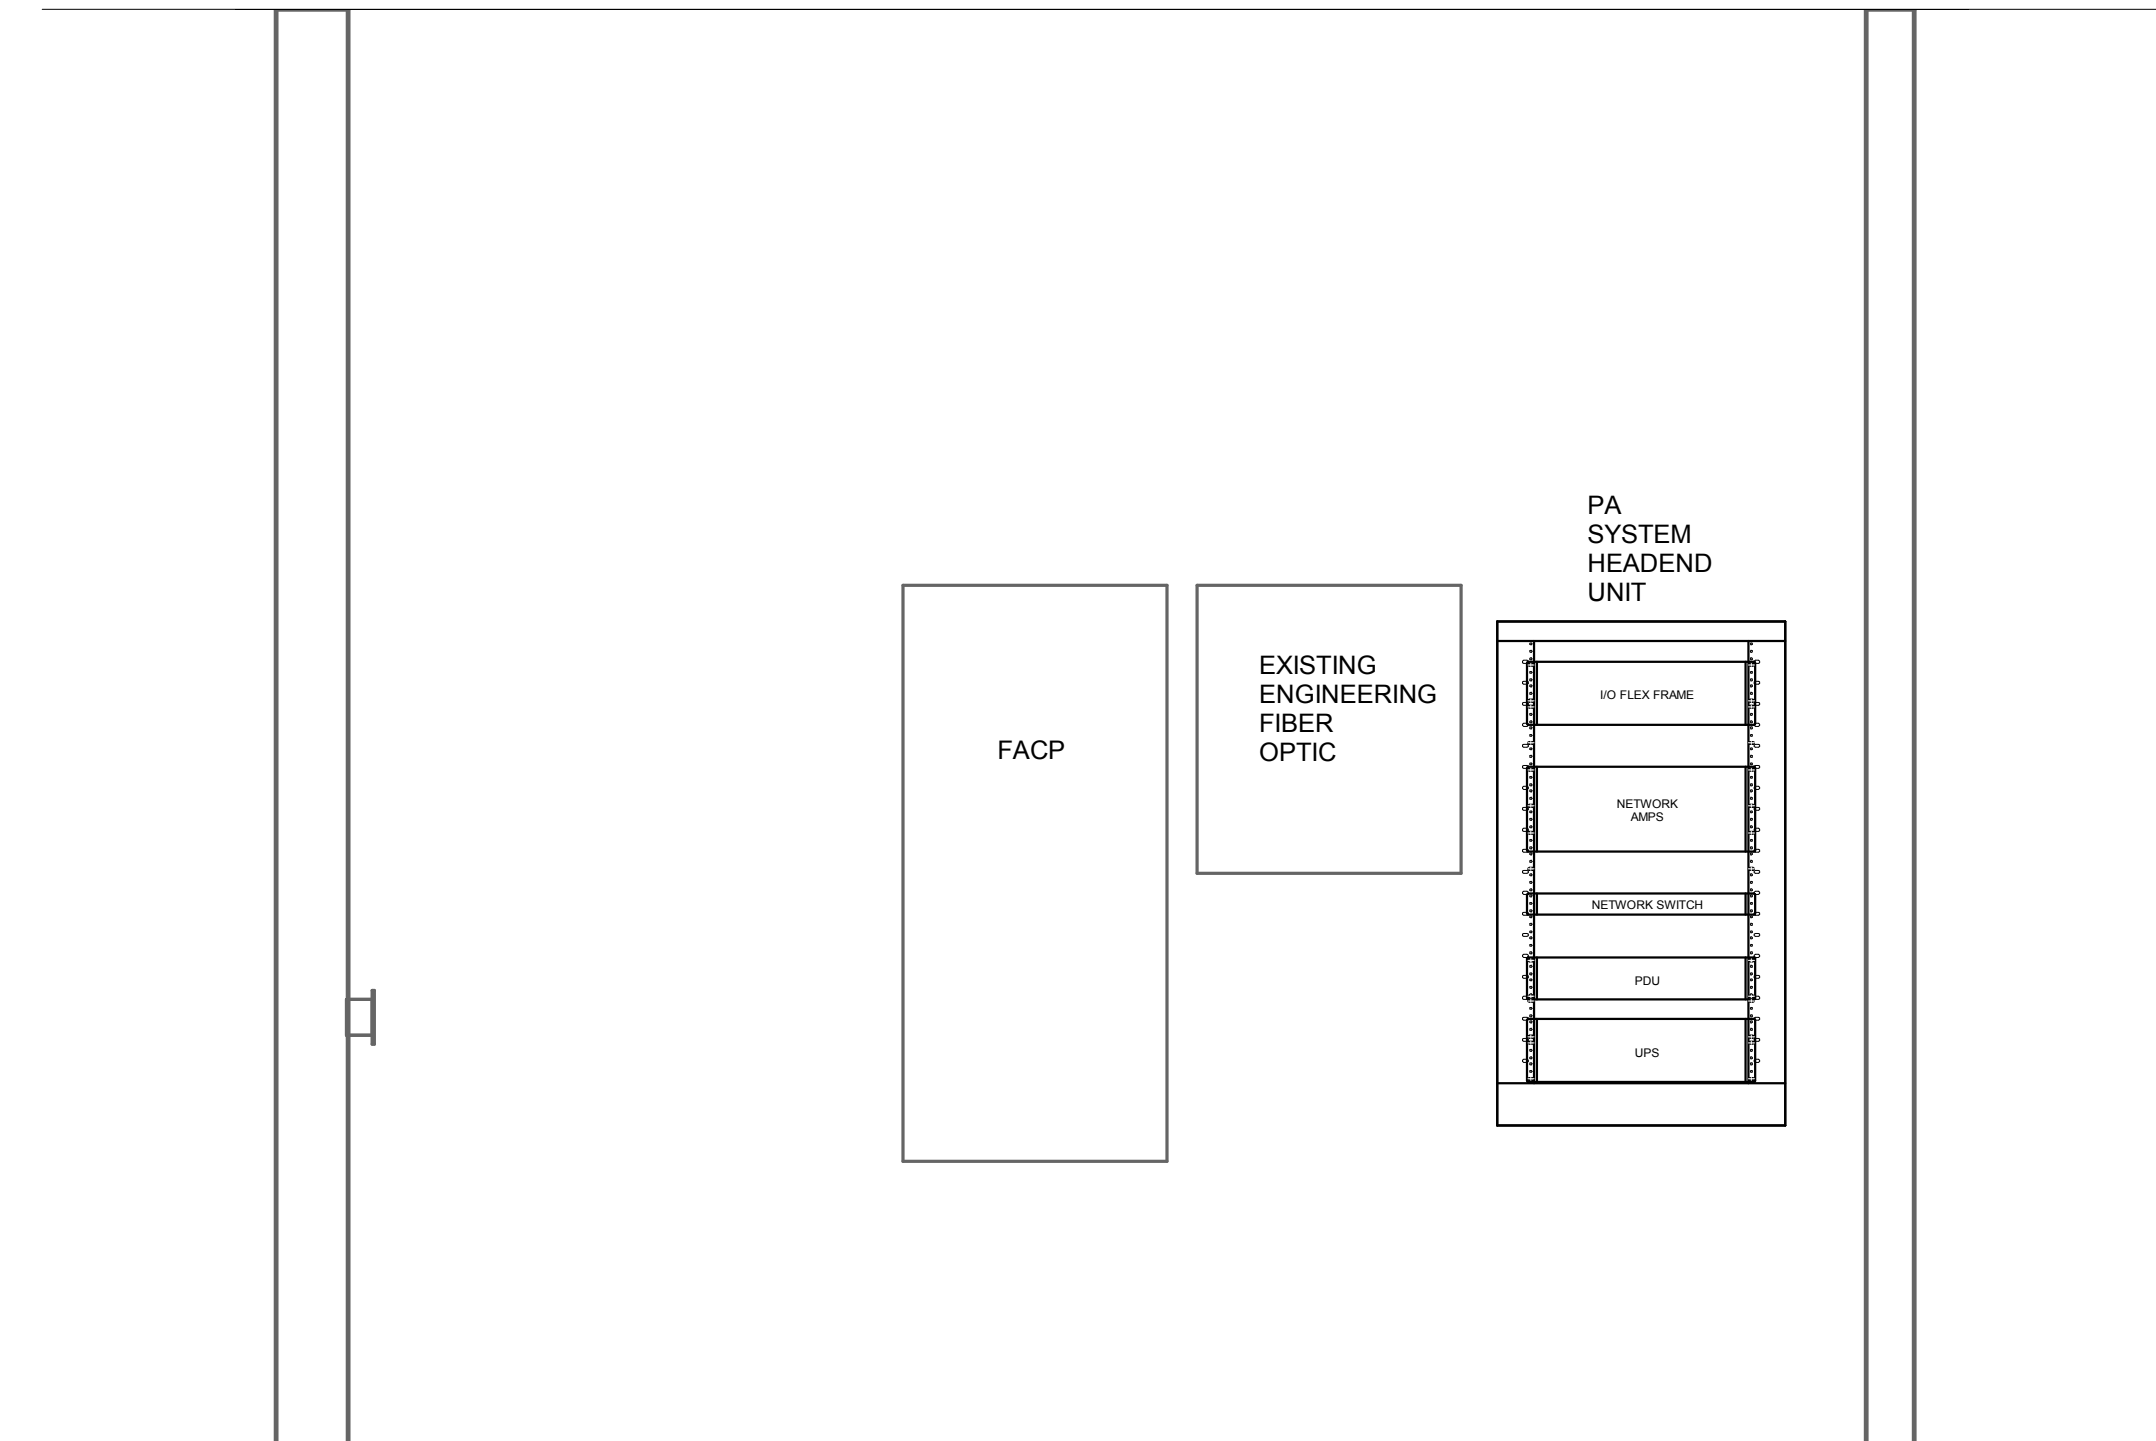 PA
SYSTEM
HEADEND
UNIT
FACP
EXISTING
ENGINEERING
FIBER
OPTIC
I/O FLEX FRAME
NETWORK
AMPS
NETWORK SWITCH
PDU
UPS